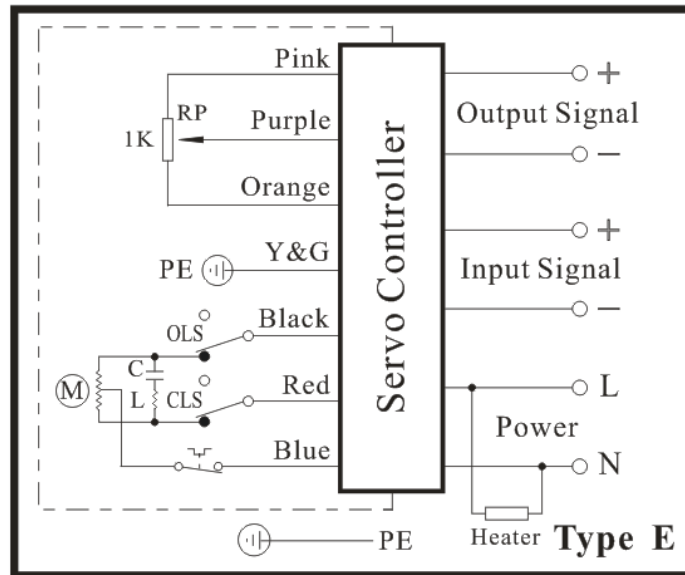 Pink
RP
1K
Purple
Orange
Y&G
PE
OLS
Black
C
M
L
CLS
Red
Blue
PE
Servo Controller
+
Output Signal
−
+
Input Signal
−
L
Power
N
Heater
Type E